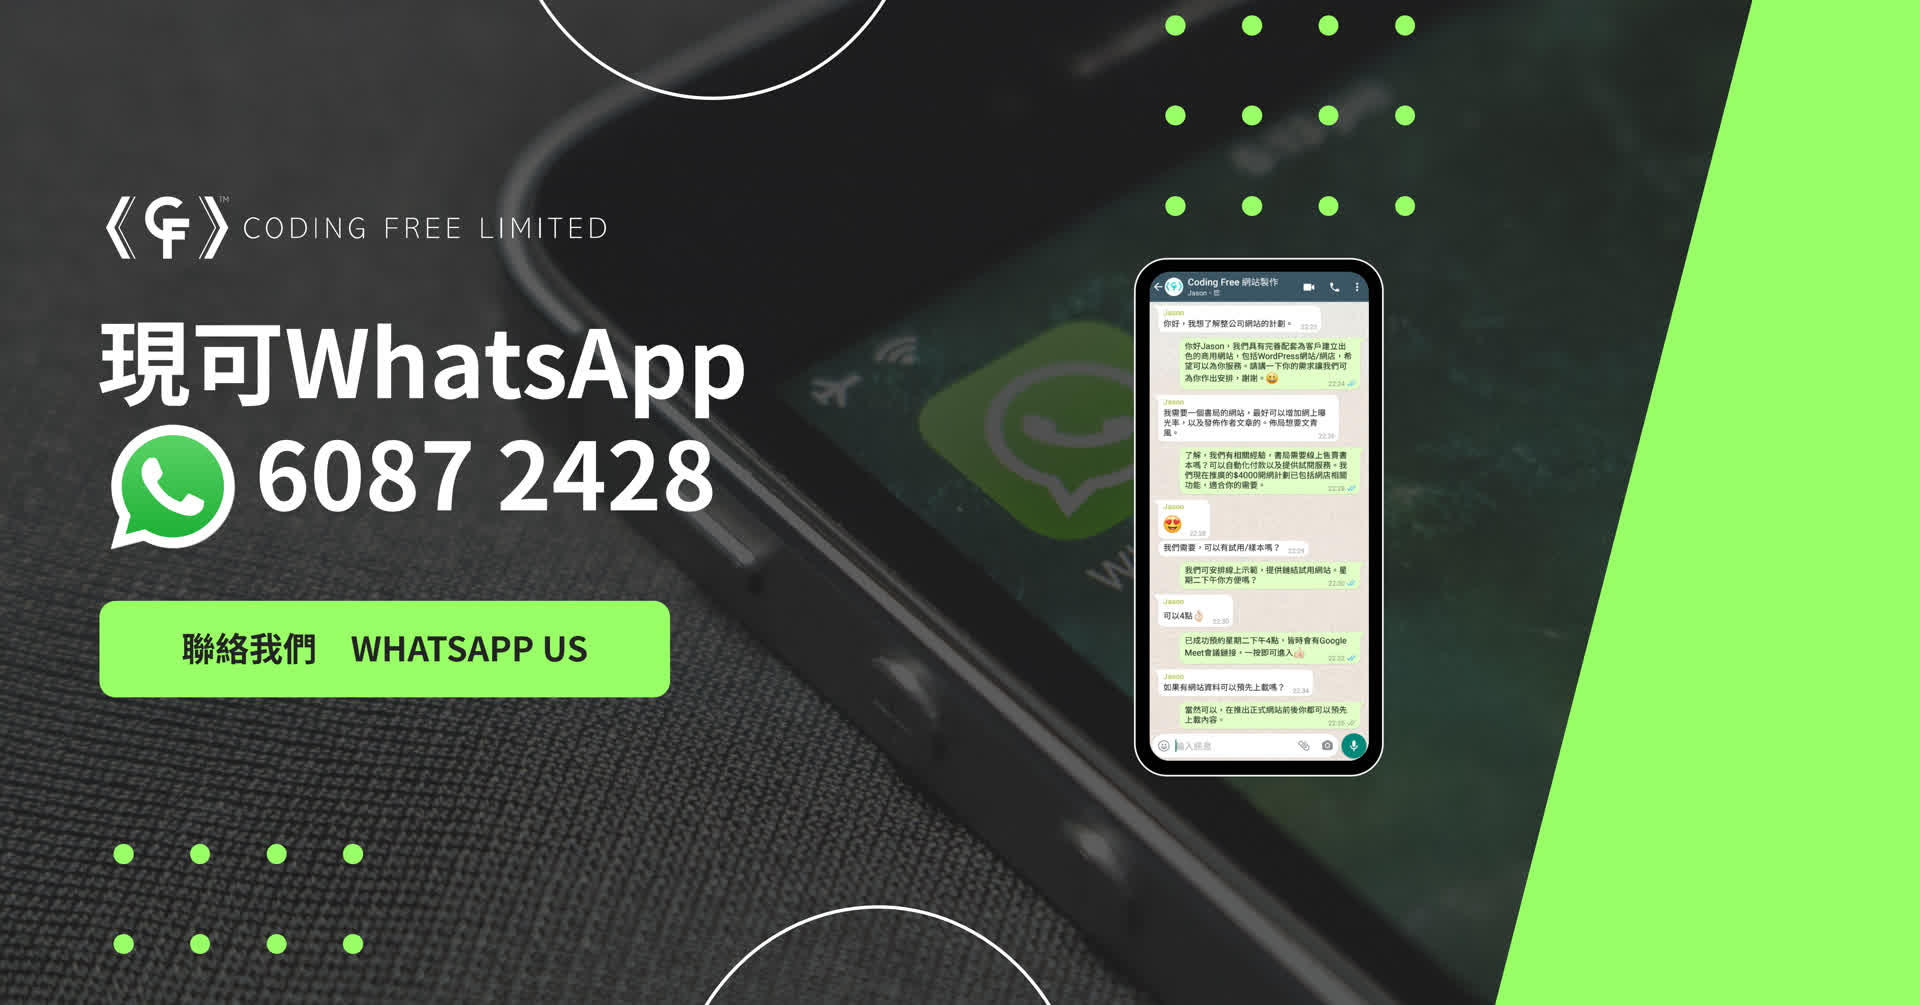 CF TM CODING FREE LIMITED
現可WhatsApp
6087 2428
聯絡我們 WHATSAPP US
Coding Free 網站製作
Jason、您
Jason
你好，我想了解整公司網站的計劃。 22:23
你好Jason，我們具有完善配套為客戶建立出
色的商用網站，包括WordPress網站/網店，希
望可以為你服務。請講一下你的需求讓我們可
為你作出安排，謝謝。😀 22:24
Jason
我需要一個書局的網站，最好可以增加網上曝
光率，以及發佈作者文章的。佈局想要文青
風。 22:26
了解，我們有相關經驗，書局需要線上售賣書
本嗎？可以自動化付款以及提供試閱服務。我
們現在推廣的$4000開網計劃已包括網店相關
功能，適合你的需要。 22:28
Jason
😍 22:28
我們需要，可以有試用/樣本嗎？ 22:29
我們可安排線上示範，提供鏈結試用網站。星
期二下午你方便嗎？ 22:30
Jason
可以4點👌🏻 22:30
已成功預約星期二下午4點，皆時會有Google
Meet會議鏈接，一按即可進入👍🏻 22:32
Jason
如果有網站資料可以預先上載嗎？ 22:34
當然可以，在推出正式網站前後你都可以預先
上載內容。 22:35
輸入訊息